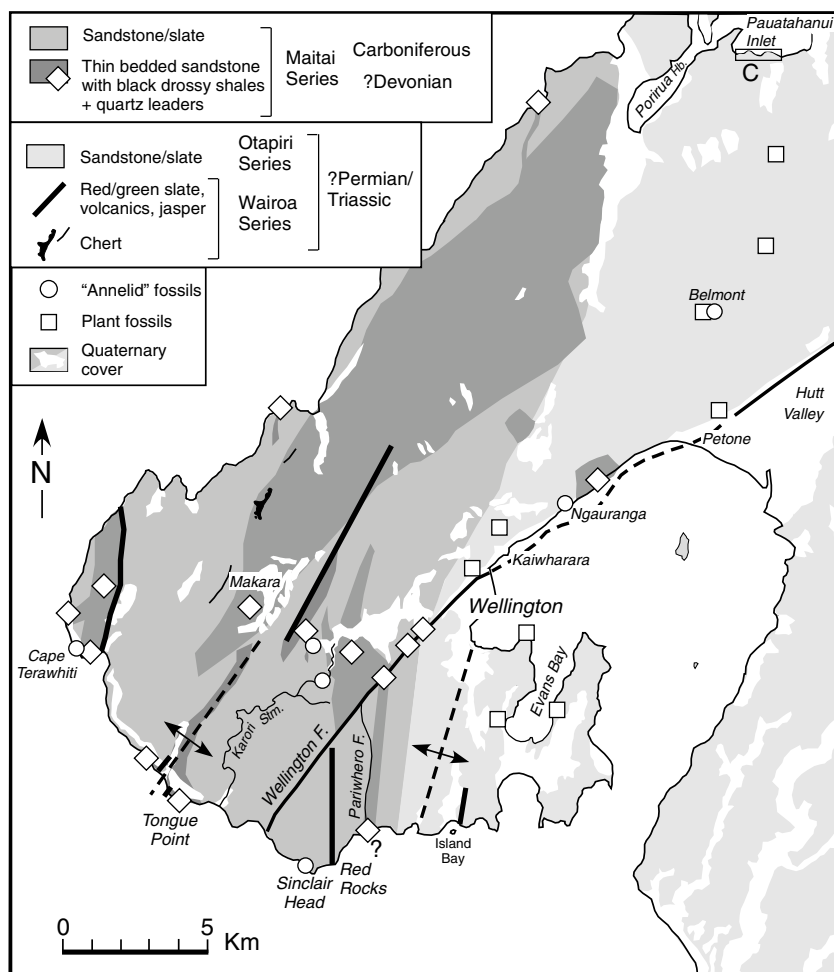 Sandstone/slate
Thin bedded sandstone
with black drossy shales
+ quartz leaders
Maitai
Series
Carboniferous
?Devonian
Sandstone/slate
Otapiri
Series
Red/green slate,
volcanics, jasper
Wairoa
Series
Chert
?Permian/
Triassic
“Annelid” fossils
Plant fossils
Quaternary
cover
Pauatahanui
Inlet
C
Porirua Hb.
Belmont
Hutt
Valley
Petone
Ngauranga
Kaiwharara
Wellington
Evans Bay
N
Makara
Cape
Terawhiti
Karori Stm.
Wellington F.
Pariwhero F.
Tongue
Point
Sinclair
Head
Red
Rocks
?
Island
Bay
0 5
Km